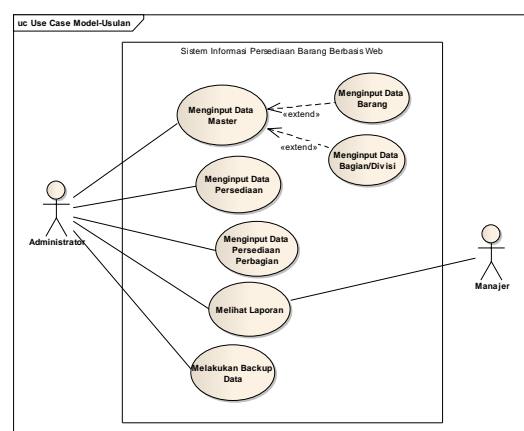 uc Use Case Model-Usulan
Sistem Informasi Persediaan Barang Berbasis Web
Menginput Data
Master
Menginput Data
Barang
«extend»
«extend»
Menginput Data
Bagian/Divisi
Menginput Data
Persediaan
Administrator
Menginput Data
Persediaan
Perbagian
Manajer
Melihat Laporan
Melakukan Backup
Data